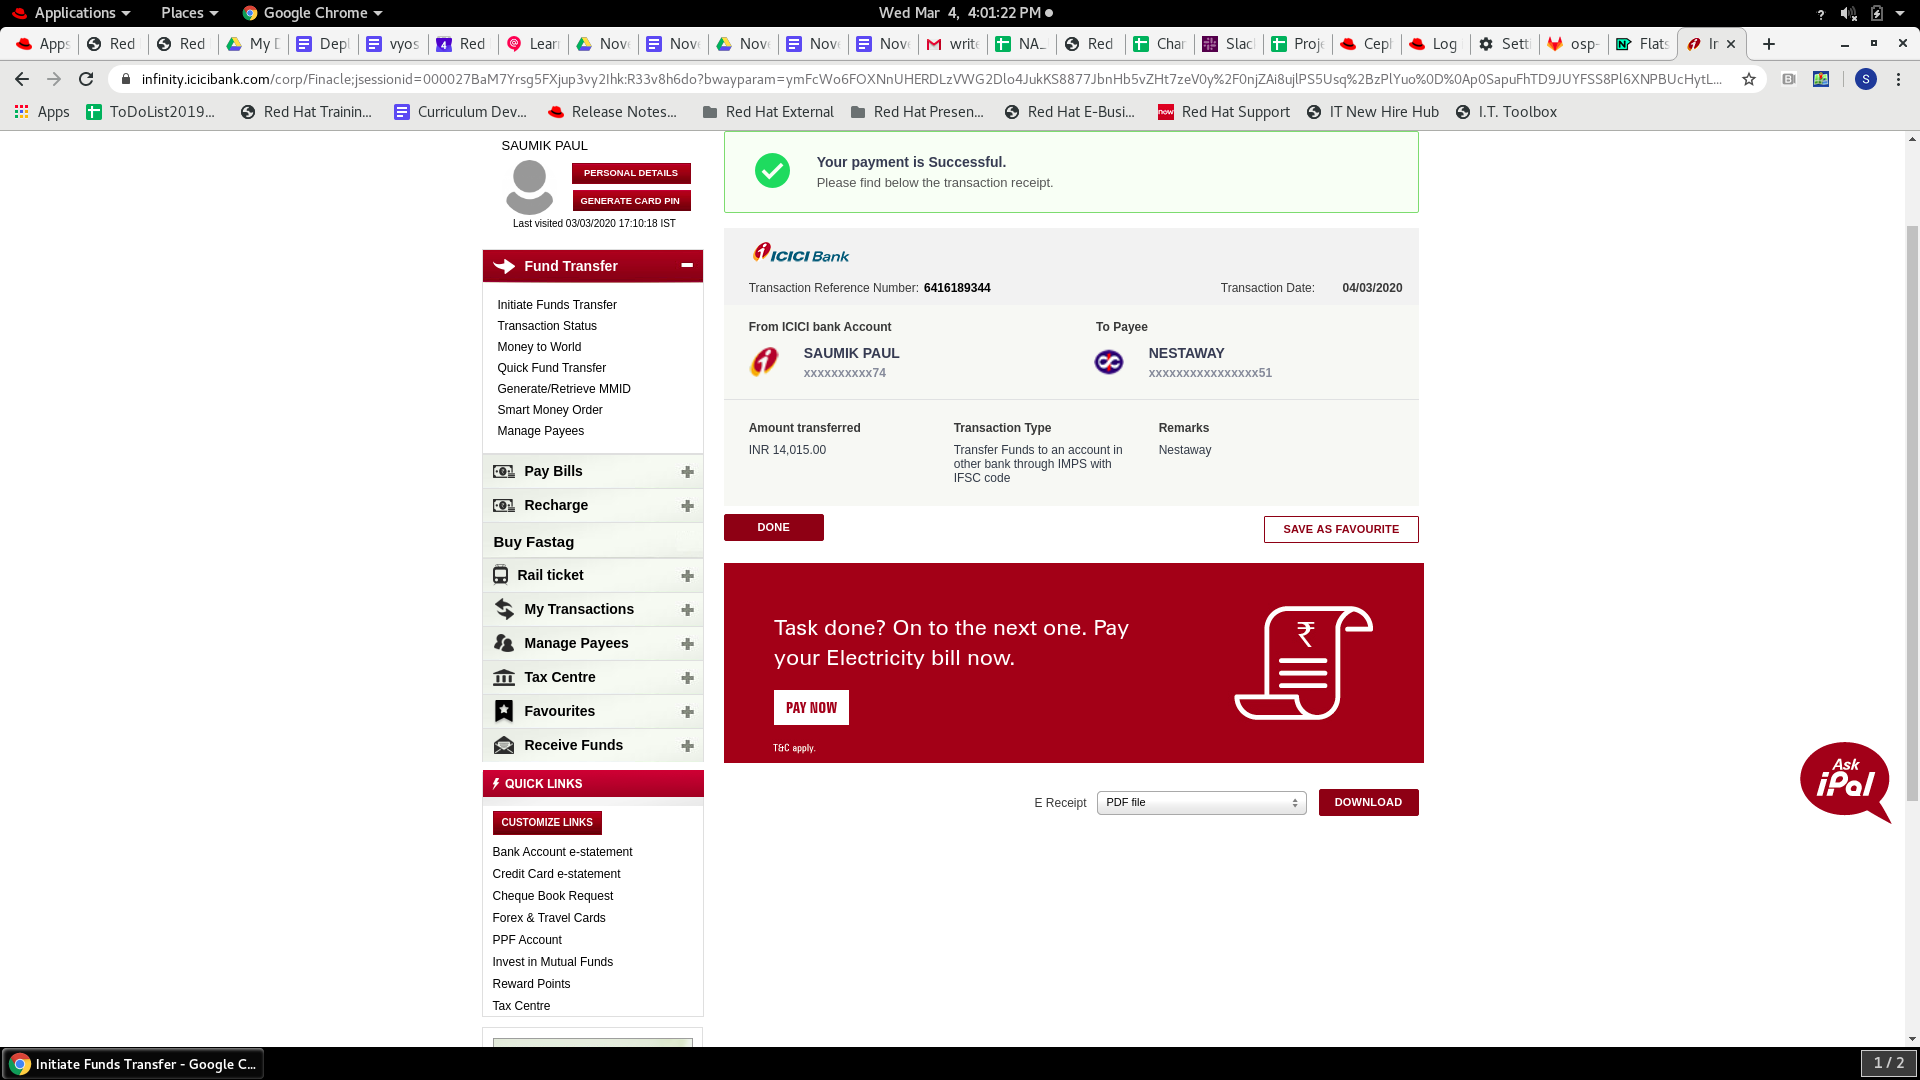 Applications
Places
Google Chrome
Wed Mar 4, 4:01:22 PM
Apps
Red
Red
My D
Depl
vyos
Red
Lear
Nove
Nove
Nove
Nove
Nove
write
NA_
Red
Char
Slac
Proje
Ceph
Log
Setti
osp-
Flats
In
infinity.icicibank.com/corp/Finacle;jsessionid=000027BaM7Yrsg5FXjup3vy2Ihk:R33v8h6do?bwayparam=ymFcWo6FOXNnUHERDLzVWG2Dlo4JukKS8877JbnHb5vZHt7zeV0y%2F0njZAi8ujlPS5Usq%2BzPlYuo%0D%0Ap0SapuFhTD9JUYFSS8Pl6XNPBUcHytL...
S
Apps
ToDoList2019...
Red Hat Trainin...
Curriculum Dev...
Release Notes...
Red Hat External
Red Hat Presen...
Red Hat E-Busi...
now
Red Hat Support
IT New Hire Hub
I.T. Toolbox
SAUMIK PAUL
PERSONAL DETAILS
GENERATE CARD PIN
Last visited 03/03/2020 17:10:18 IST
Fund Transfer
Initiate Funds Transfer
Transaction Status
Money to World
Quick Fund Transfer
Generate/Retrieve MMID
Smart Money Order
Manage Payees
Pay Bills
Recharge
Buy Fastag
Rail ticket
My Transactions
Manage Payees
Tax Centre
Favourites
Receive Funds
QUICK LINKS
CUSTOMIZE LINKS
Bank Account e-statement
Credit Card e-statement
Cheque Book Request
Forex & Travel Cards
PPF Account
Invest in Mutual Funds
Reward Points
Tax Centre
Your payment is Successful.
Please find below the transaction receipt.
ICICI Bank
Transaction Reference Number: 6416189344
Transaction Date: 04/03/2020
From ICICI bank Account
SAUMIK PAUL
xxxxxxxxxx74
To Payee
NESTAWAY
xxxxxxxxxxxxxxxx51
Amount transferred
INR 14,015.00
Transaction Type
Transfer Funds to an account in
other bank through IMPS with
IFSC code
Remarks
Nestaway
DONE
SAVE AS FAVOURITE
Task done? On to the next one. Pay
your Electricity bill now.
PAY NOW
T&C apply.
₹
E Receipt
PDF file
DOWNLOAD
Ask
iPal
Initiate Funds Transfer - Google C...
1 / 2